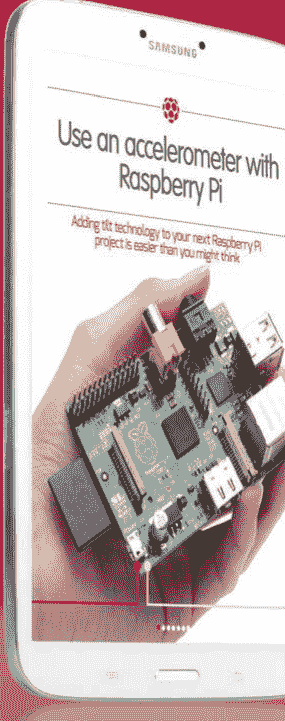 SAMSUNG
Use an accelerometer with
Raspberry Pi
Adding tilt technology to your next Raspberry Pi
project is easier than you might think